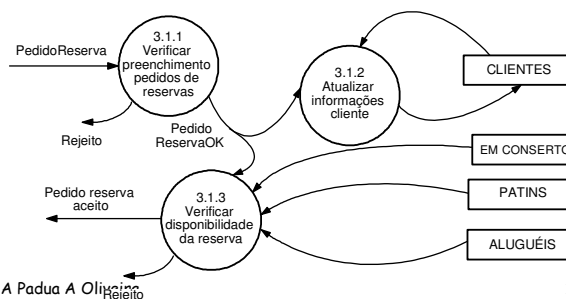 PedidoReserva
3.1.1
Verificar
preenchimento
pedidos de
reservas
3.1.2
Atualizar
informações
cliente
CLIENTES
Rejeito
Pedido
ReservaOK
EM CONSERTO
3.1.3
Verificar
disponibilidade
da reserva
Pedido reserva
aceito
PATINS
ALUGUÉIS
A Padua A Oliveira
Rejeito